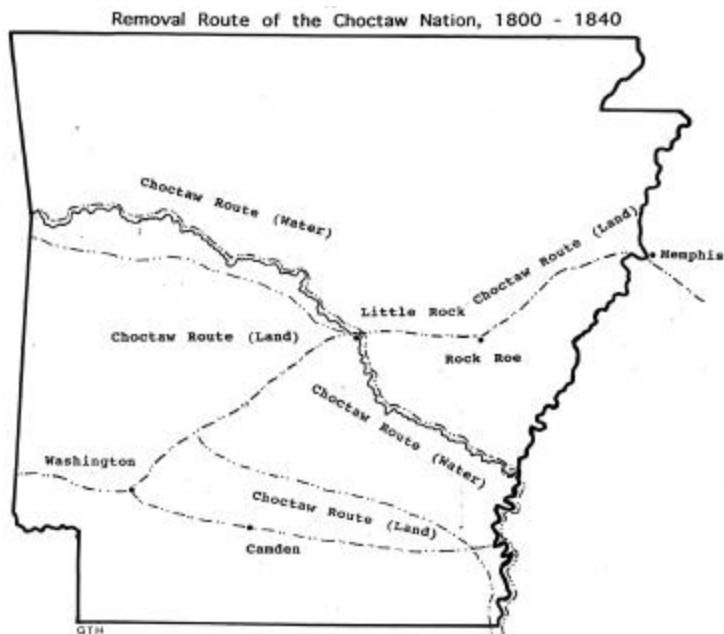 Removal Route of the Choctaw Nation, 1800 - 1840
Choctaw Route (Water)
Choctaw Route (Land)
Memphis
Little Rock
Choctaw Route (Land)
Rock Roe
Choctaw Route (Water)
Washington
Choctaw Route (Land)
Camden
GTH